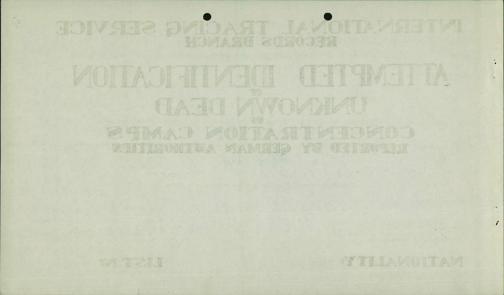 INTERNATIONAL TRACING SERVICE
RECORDS BRANCH
ATTEMPTED IDENTIFICATION
OF
UNKNOWN DEAD
CONCENTRATION CAMPS
REPORTED BY GERMAN AUTHORITIES
NATIONALITY
LIST Nº